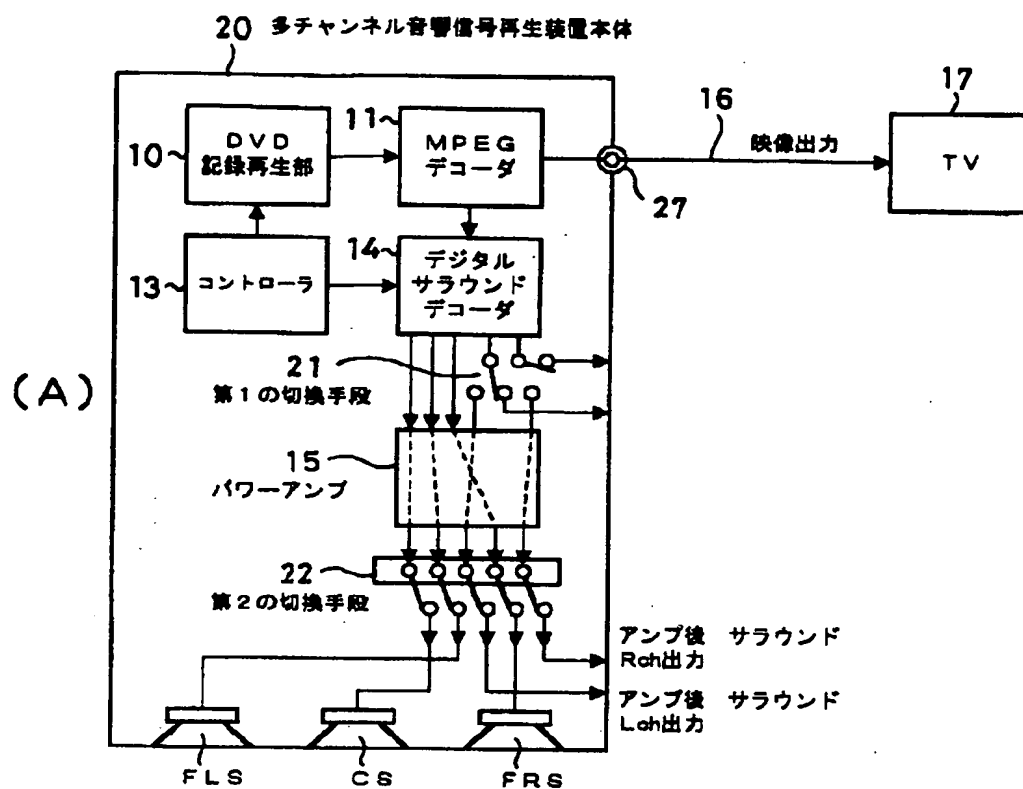 20 多チャンネル音響信号再生装置本体
10
DVD
記録再生部
11
MPEG
デコーダ
16
映像出力
27
17
TV
13
コントローラ
14
デジタル
サラウンド
デコーダ
(A)
21
第1の切換手段
15
パワーアンプ
22
第2の切換手段
アンプ後 サラウンド
Rch出力
アンプ後 サラウンド
Lch出力
FLS
CS
FRS